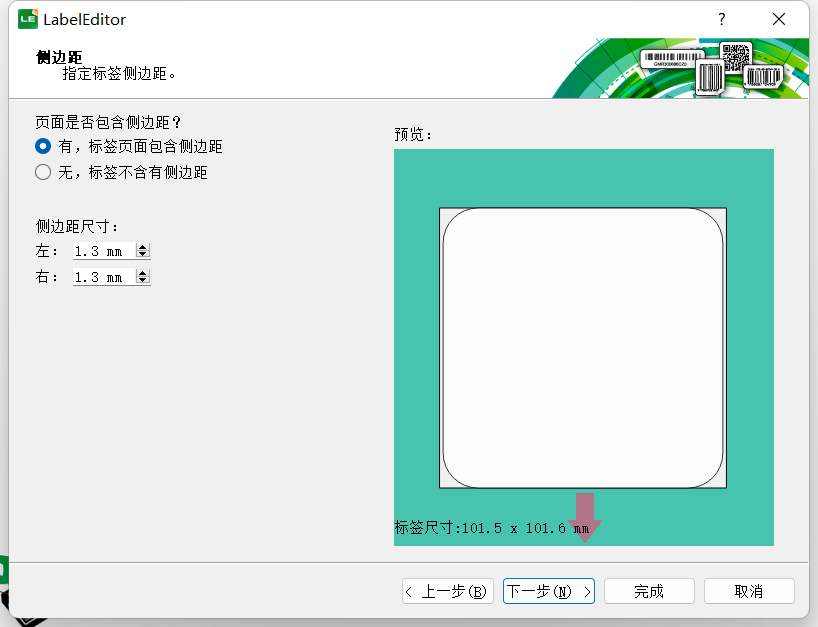 LabelEditor
?
侧边距
指定标签侧边距。
页面是否包含侧边距？
有，标签页面包含侧边距
无，标签不含有侧边距
侧边距尺寸：
左： 1.3 mm
右： 1.3 mm
预览：
标签尺寸:101.5 x 101.6 mm
< 上一步(B)
下一步(N) >
完成
取消